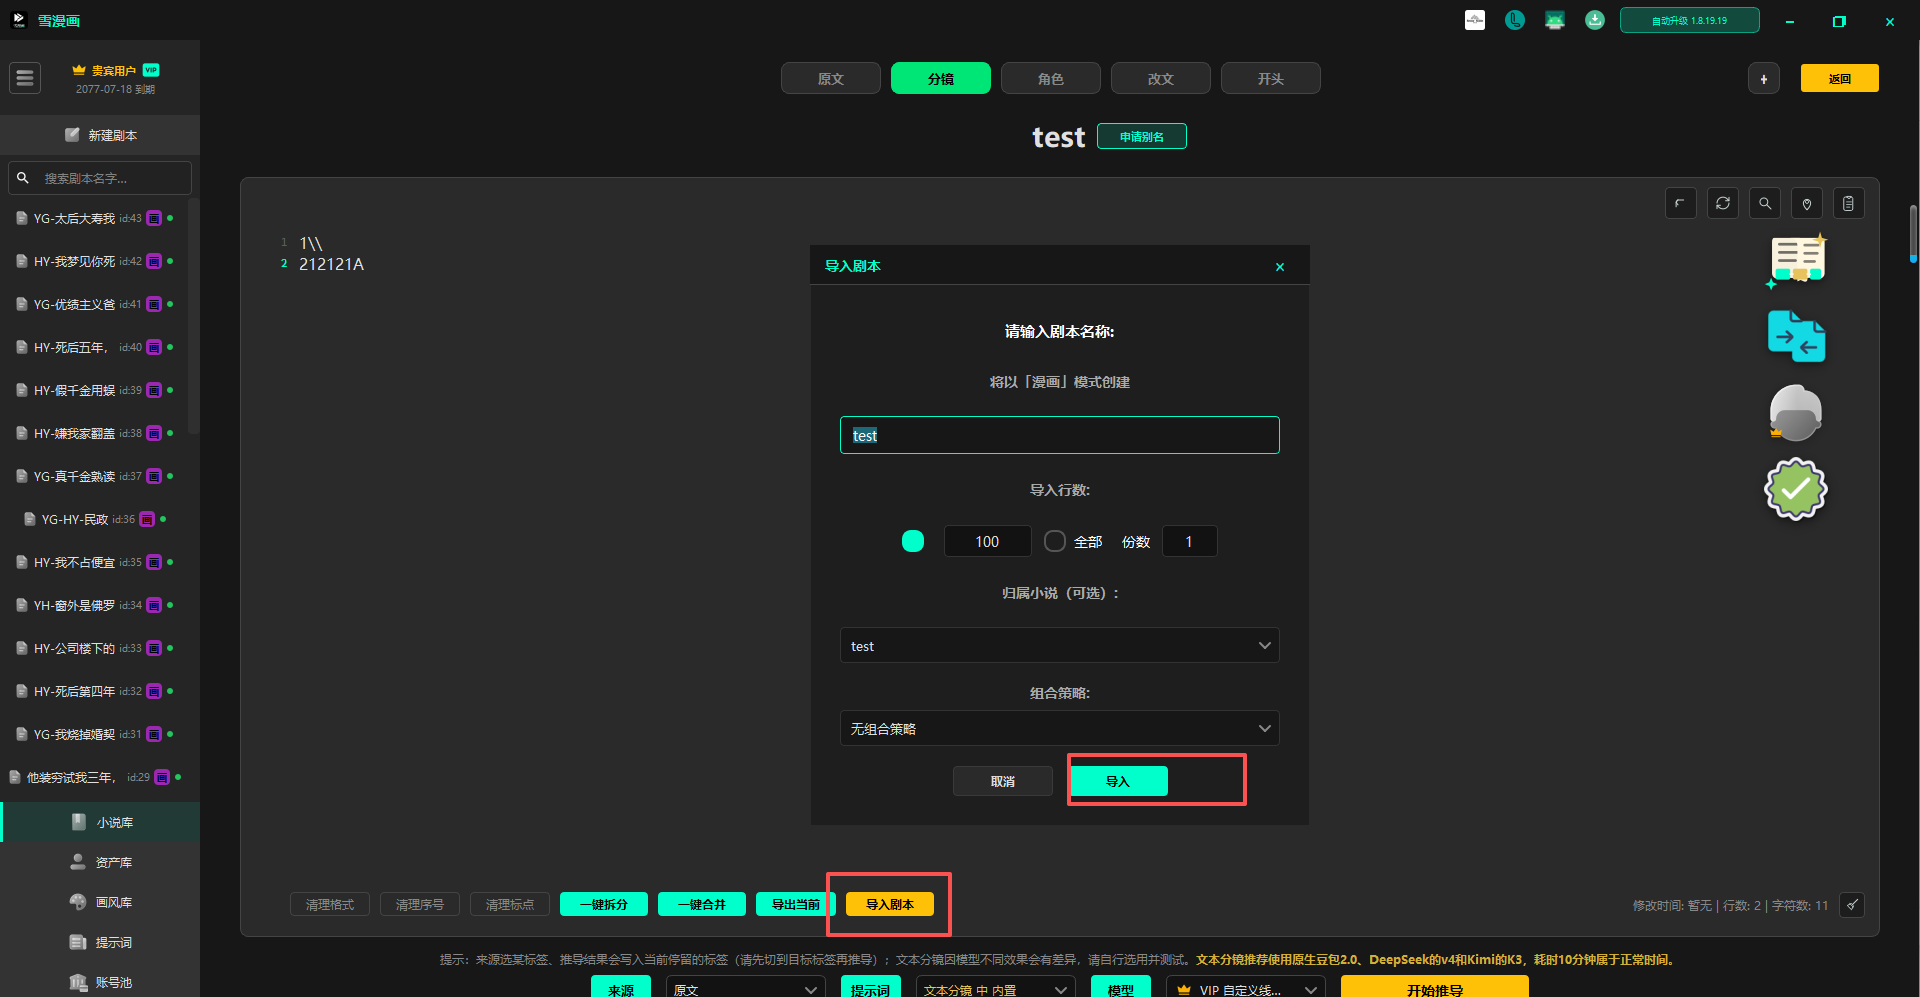 雪漫画
自动升级 1.8.19.19
贵宾用户 VIP
2077-07-18 到期
新建剧本
搜索剧本名字...
YG-太后大寿我 id:43 画
HY-我梦见你死 id:42 画
YG-优绩主义爸 id:41 画
HY-死后五年, id:40 画
HY-假千金用娱 id:39 画
HY-嫌我家翻盖 id:38 画
YG-真千金熟读 id:37 画
YG-HY-民政 id:36 画
HY-我不占便宜 id:35 画
YH-窗外是佛罗 id:34 画
HY-公司楼下的 id:33 画
HY-死后第四年 id:32 画
YG-我烧掉婚契 id:31 画
他装穷试我三年, id:29 画
小说库
资产库
画风库
提示词
账号池
原文 分镜 角色 改文 开头
返回
test 申请别名
1 1\\
2 212121A
导入剧本
请输入剧本名称:
将以「漫画」模式创建
test
导入行数:
100 全部 份数 1
归属小说（可选）:
test
组合策略:
无组合策略
取消 导入
清理格式 清理序号 清理标点 一键拆分 一键合并 导出当前 导入剧本
修改时间: 暂无 | 行数: 2 | 字符数: 11
提示: 来源选某标签、推导结果会写入当前停留的标签（请先切到目标标签再推导）; 文本分镜因模型不同效果会有差异, 请自行选用并测试。文本分镜推荐使用原生豆包2.0、DeepSeek的v4和Kimi的K3, 耗时10分钟属于正常时间。
来源 原文 提示词 文本分镜 中 内置 模型 VIP 自定义线... 开始推导